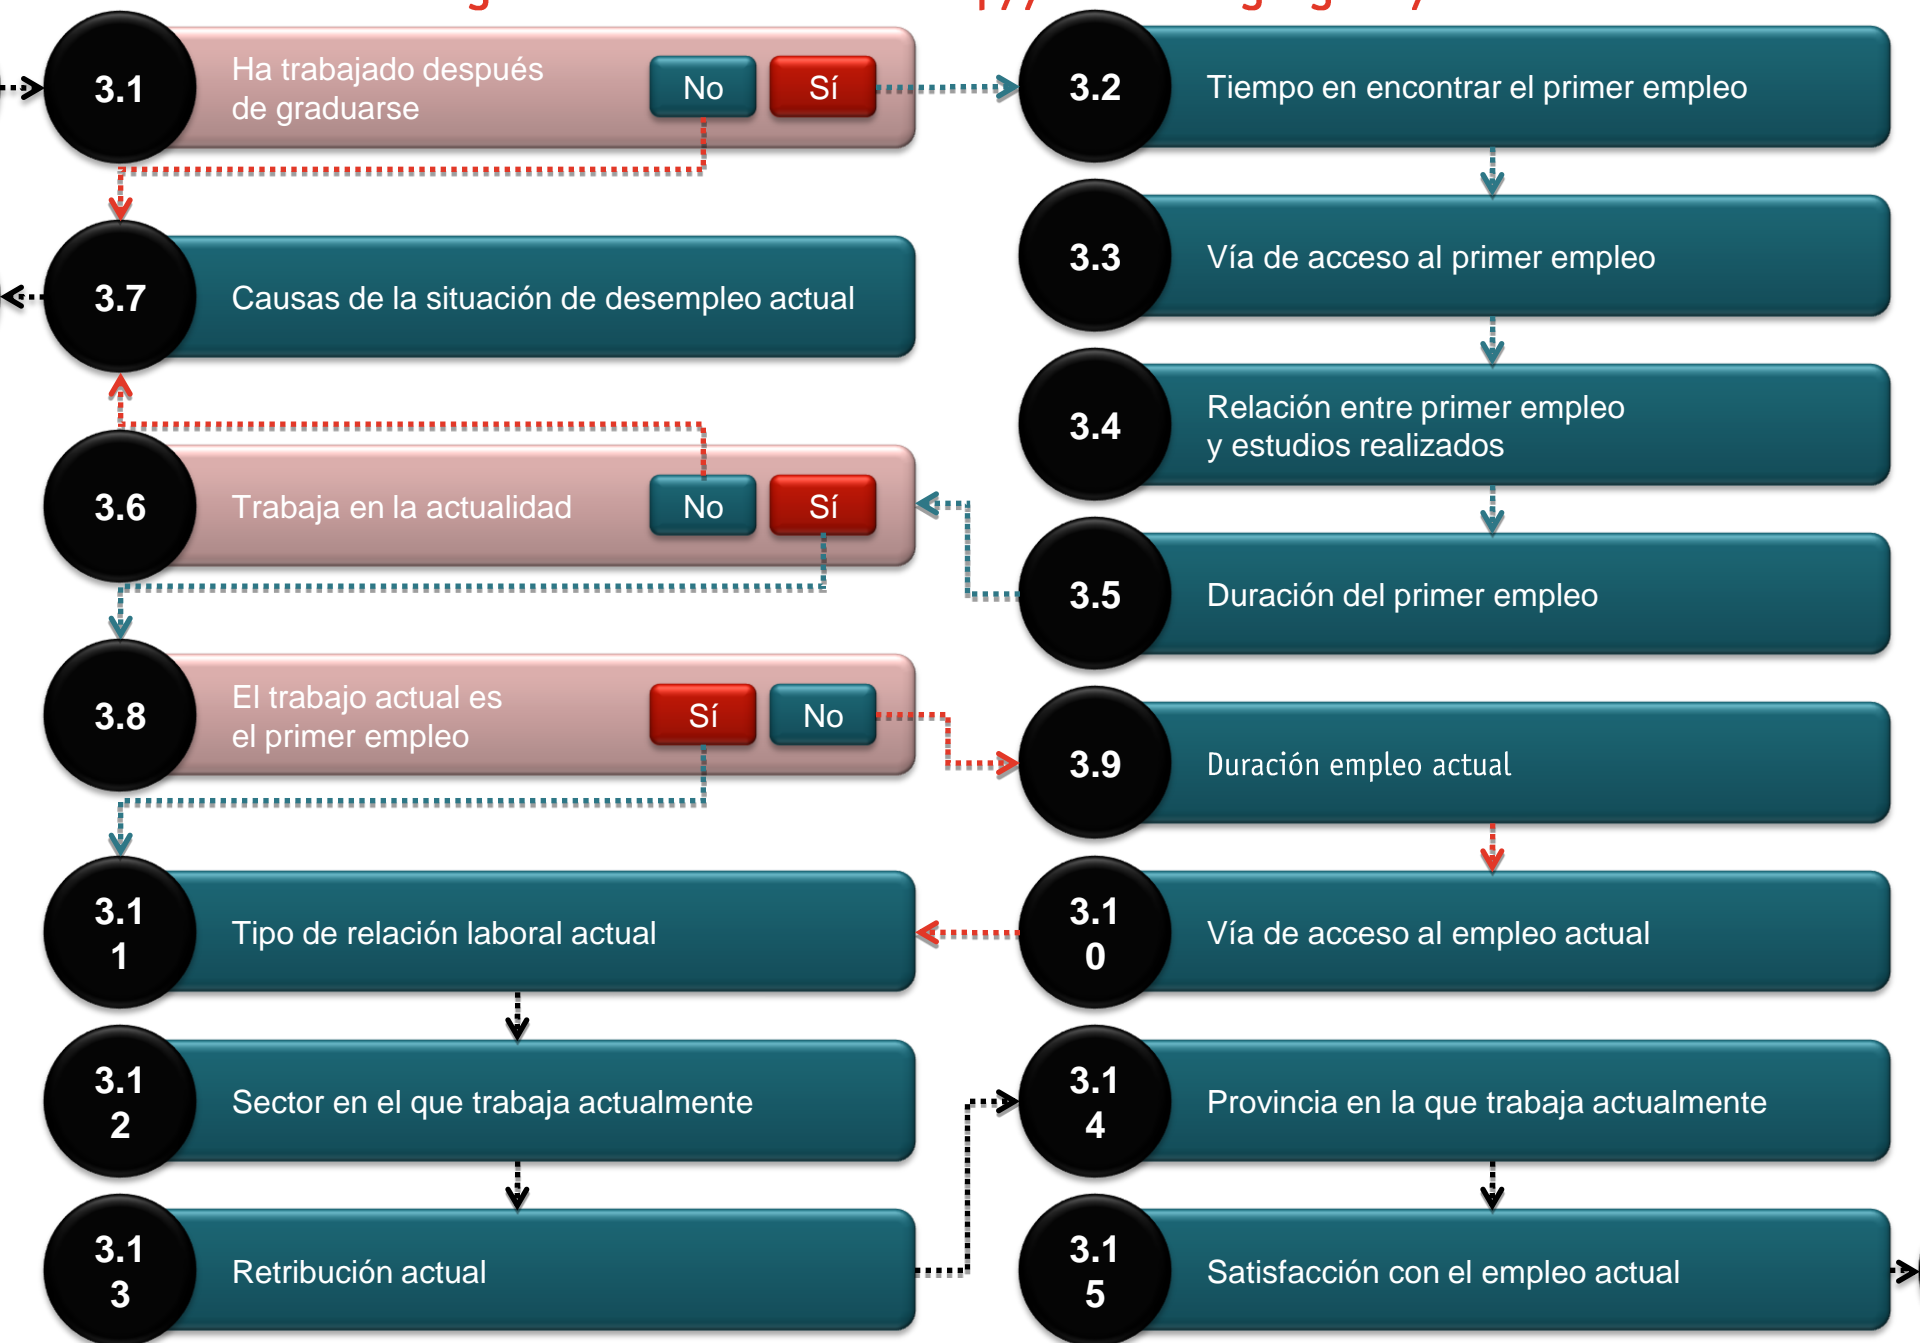 3.1
Ha trabajado después
de graduarse
No
Sí
3.2
Tiempo en encontrar el primer empleo
3.7
Causas de la situación de desempleo actual
3.3
Vía de acceso al primer empleo
3.4
Relación entre primer empleo
y estudios realizados
3.6
Trabaja en la actualidad
No
Sí
3.5
Duración del primer empleo
3.8
El trabajo actual es
el primer empleo
Sí
No
3.9
Duración empleo actual
3.1
1
Tipo de relación laboral actual
3.1
0
Vía de acceso al empleo actual
3.1
2
Sector en el que trabaja actualmente
3.1
4
Provincia en la que trabaja actualmente
3.1
3
Retribución actual
3.1
5
Satisfacción con el empleo actual